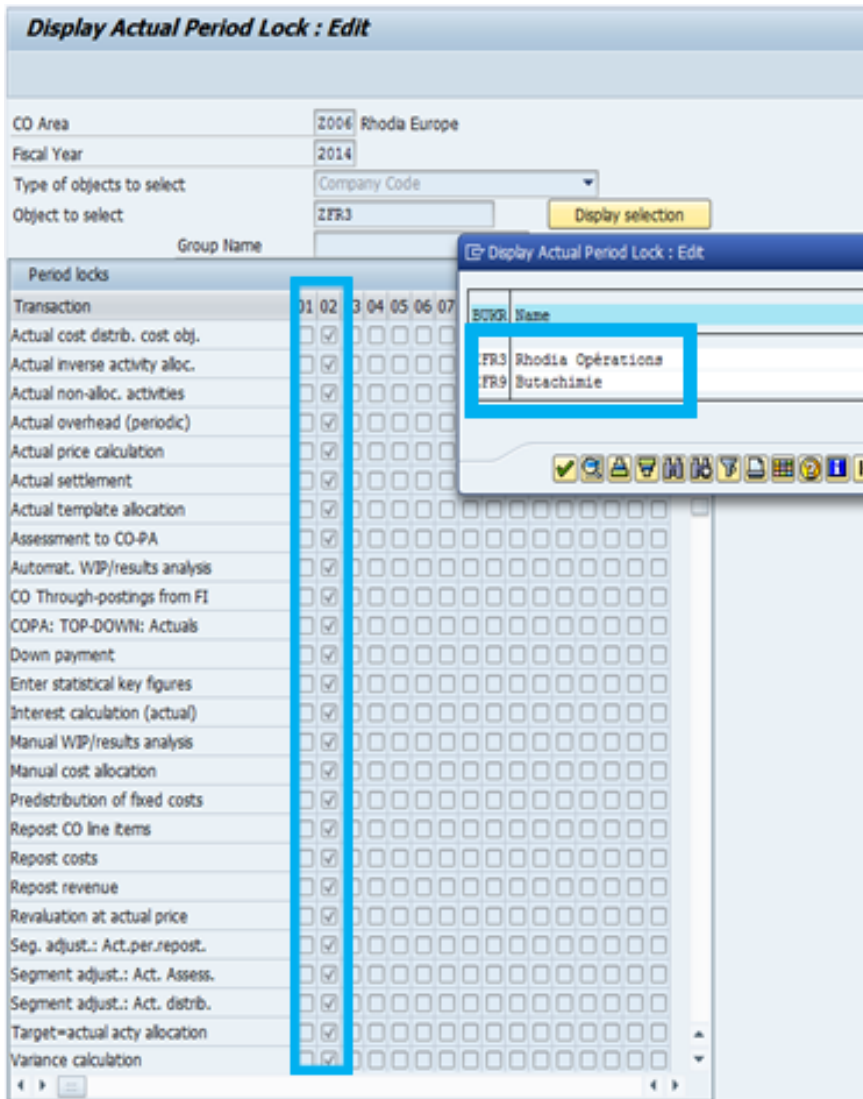 Display Actual Period Lock : Edit
CO Area Z006 Rhodia Europe
Fiscal Year 2014
Type of objects to select Company Code
Object to select ZFR3 Display selection
Group Name
Display Actual Period Lock : Edit
BUKR Name
FR3 Rhodia Opérations
FR9 Butachimie
Period locks
Transaction 01 02 3 04 05 06 07
Actual cost distrib. cost obj.
Actual inverse activity alloc.
Actual non-alloc. activities
Actual overhead (periodic)
Actual price calculation
Actual settlement
Actual template allocation
Assessment to CO-PA
Automat. WIP/results analysis
CO Through-postings from FI
COPA: TOP-DOWN: Actuals
Down payment
Enter statistical key figures
Interest calculation (actual)
Manual WIP/results analysis
Manual cost allocation
Predistribution of fixed costs
Repost CO line items
Repost costs
Repost revenue
Revaluation at actual price
Seg. adjust.: Act.per.repost.
Segment adjust.: Act. Assess.
Segment adjust.: Act. distrib.
Target=actual acty allocation
Variance calculation